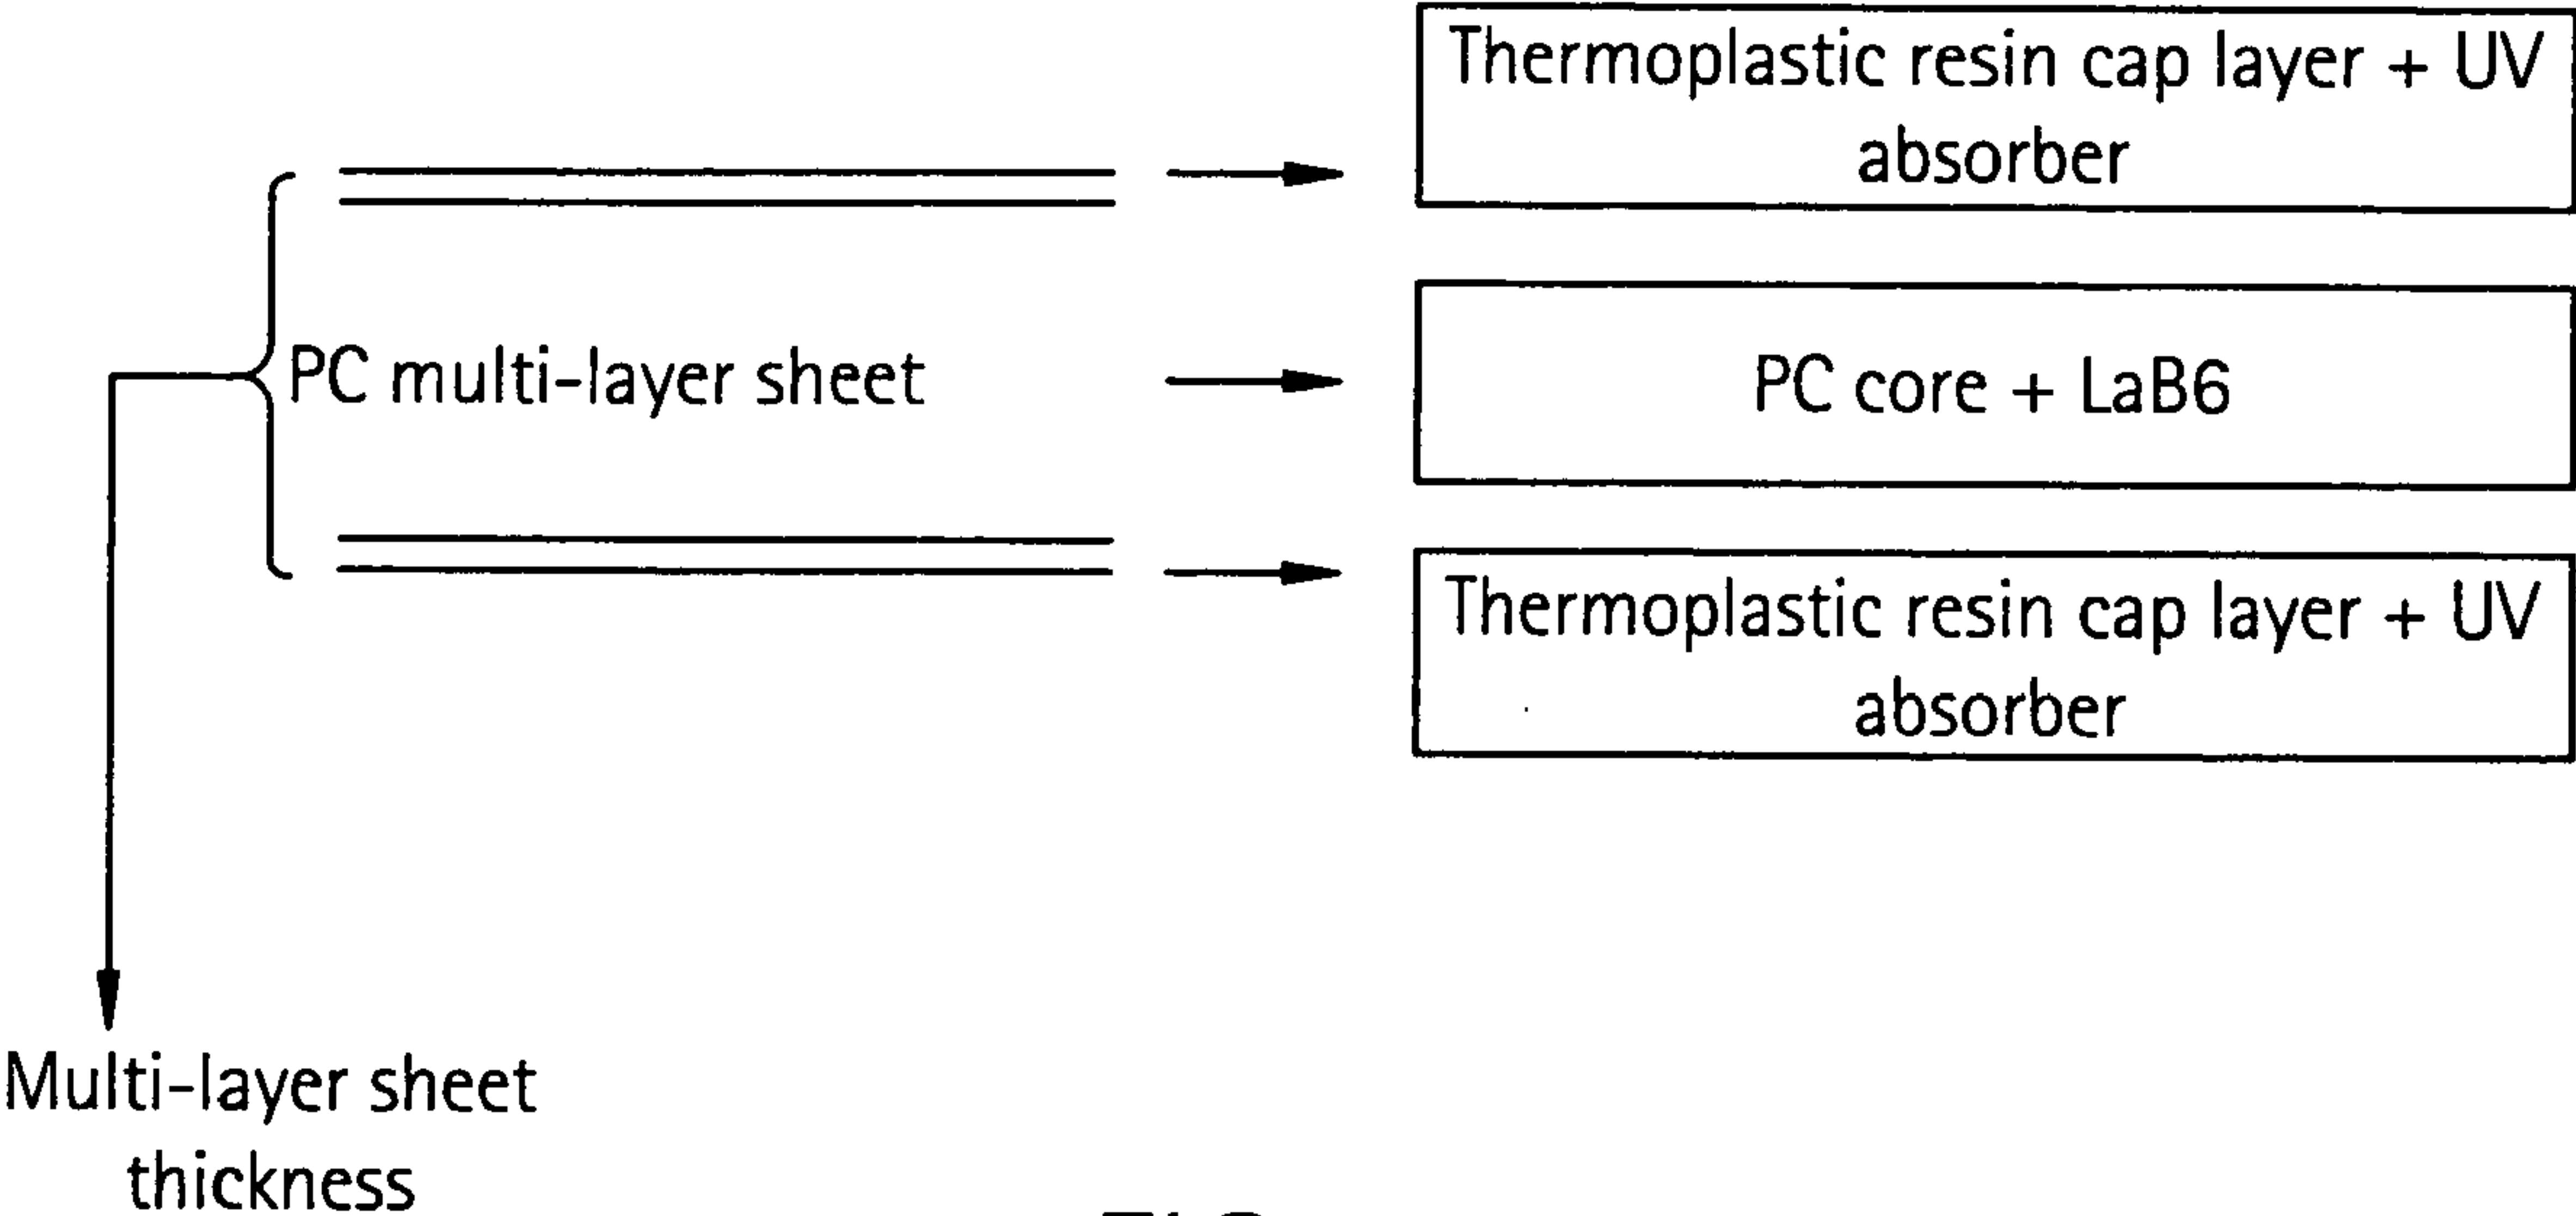 Thermoplastic resin cap layer + UV
absorber
PC multi-layer sheet
PC core + LaB6
Thermoplastic resin cap layer + UV
absorber
Multi-layer sheet
thickness